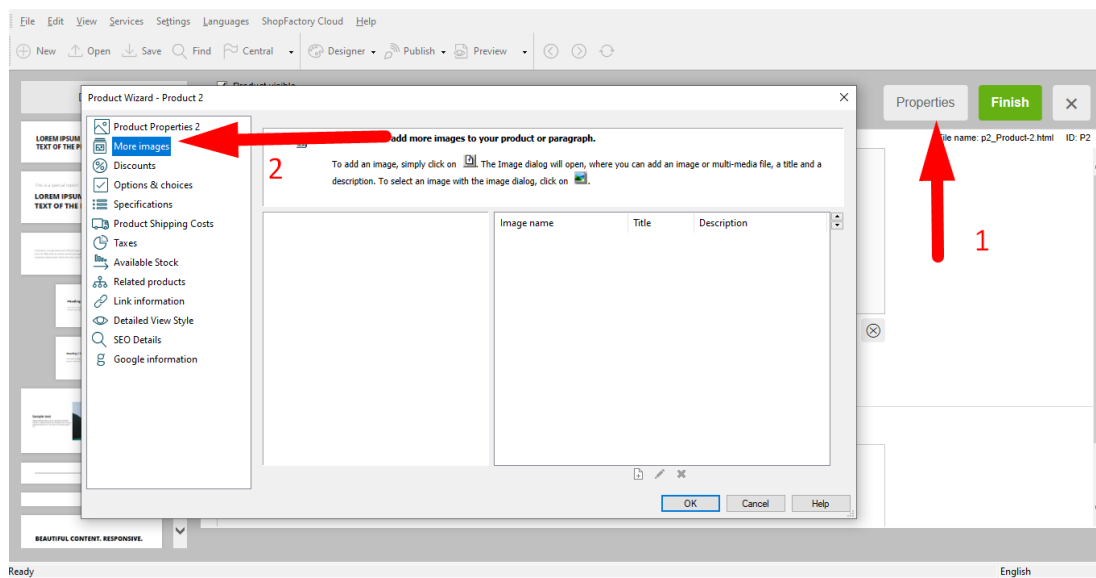 File Edit View Services Settings Languages ShopFactory Cloud Help
New Open Save Find Central Designer Publish Preview
Product Wizard - Product 2
Properties Finish
File name: p2_Product-2.html ID: P2
Product Properties 2
More images
Discounts
Options & choices
Specifications
Product Shipping Costs
Taxes
Available Stock
Related products
Link information
Detailed View Style
SEO Details
Google information
2
add more images to your product or paragraph.
To add an image, simply click on . The Image dialog will open, where you can add an image or multi-media file, a title and a
description. To select an image with the image dialog, click on .
Image name Title Description
1
OK Cancel Help
LOREM IPSUM
TEXT OF THE
LOREM IPSUM
TEXT OF THE
BEAUTIFUL CONTENT. RESPONSIVE.
Ready English